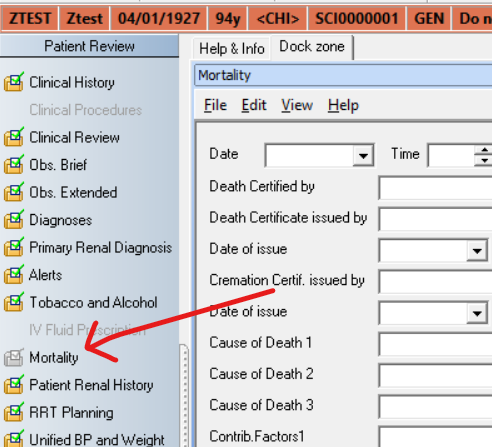 ZTEST Ztest 04/01/1927 94y <CHI> SCI0000001 GEN Do n
Patient Review
Clinical History
Clinical Procedures
Clinical Review
Obs. Brief
Obs. Extended
Diagnoses
Primary Renal Diagnosis
Alerts
Tobacco and Alcohol
IV Fluid Prescription
Mortality
Patient Renal History
RRT Planning
Unified BP and Weight
Help & Info Dock zone
Mortality
File Edit View Help
Date Time
Death Certified by
Death Certificate issued by
Date of issue
Cremation Certif. issued by
Date of issue
Cause of Death 1
Cause of Death 2
Cause of Death 3
Contrib.Factors1